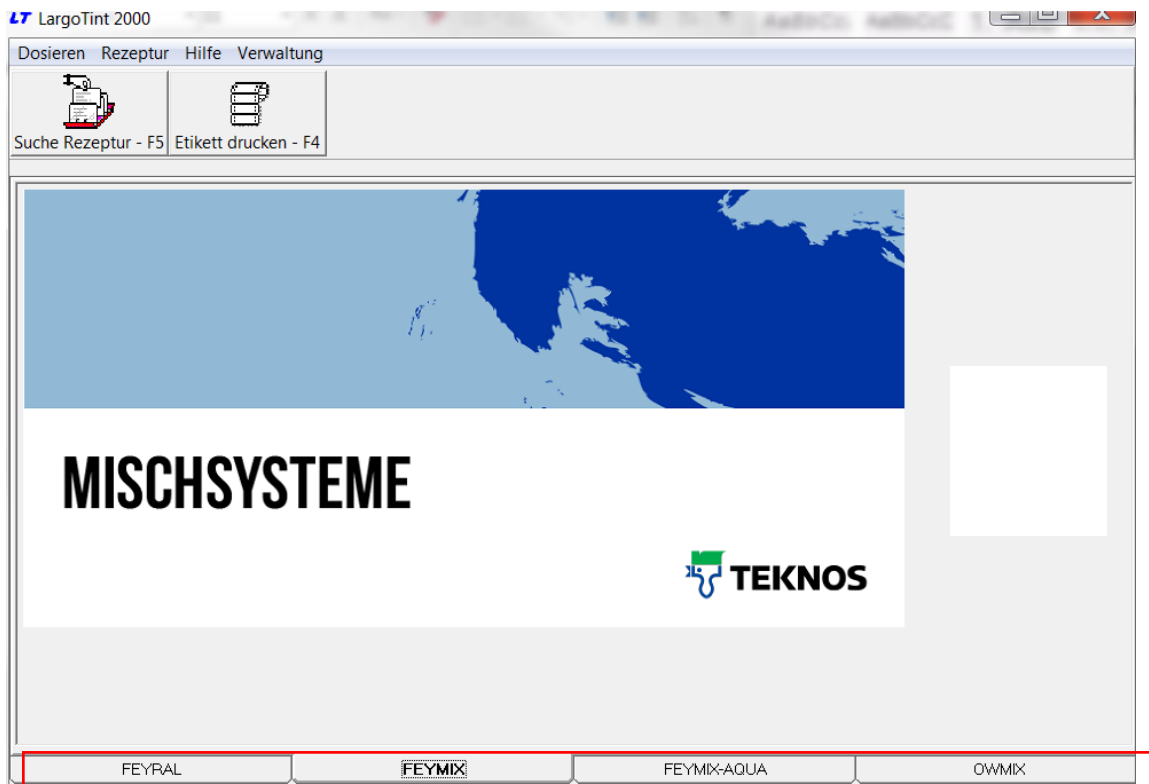 LT LargoTint 2000
Dosieren Rezeptur Hilfe Verwaltung
Suche Rezeptur - F5 Etikett drucken - F4
MISCHSYSTEME
TEKNOS
FEYRAL FEYMIX FEYMIX-AQUA OWMIX